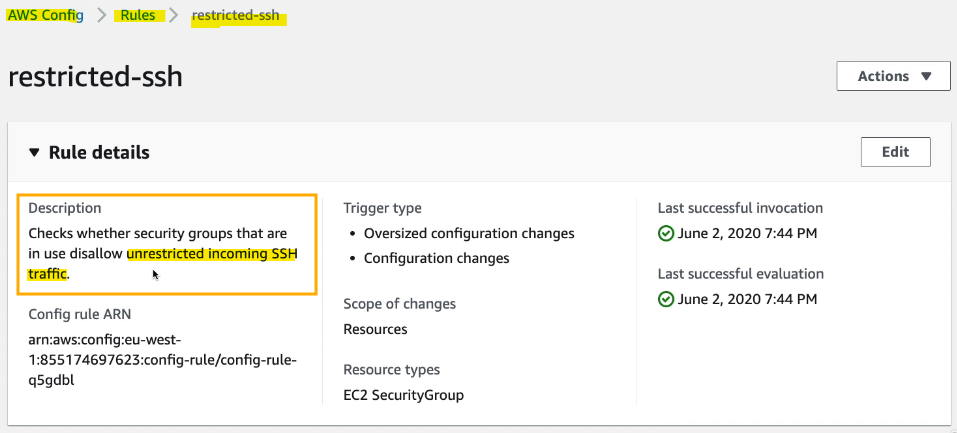 AWS Config > Rules > restricted-ssh
restricted-ssh
Actions ▼
▼ Rule details
Edit
Description
Checks whether security groups that are
in use disallow unrestricted incoming SSH
traffic.
Config rule ARN
arn:aws:config:eu-west-
1:855174697623:config-rule/config-rule-
q5gdbl
Trigger type
• Oversized configuration changes
• Configuration changes
Scope of changes
Resources
Resource types
EC2 SecurityGroup
Last successful invocation
June 2, 2020 7:44 PM
Last successful evaluation
June 2, 2020 7:44 PM